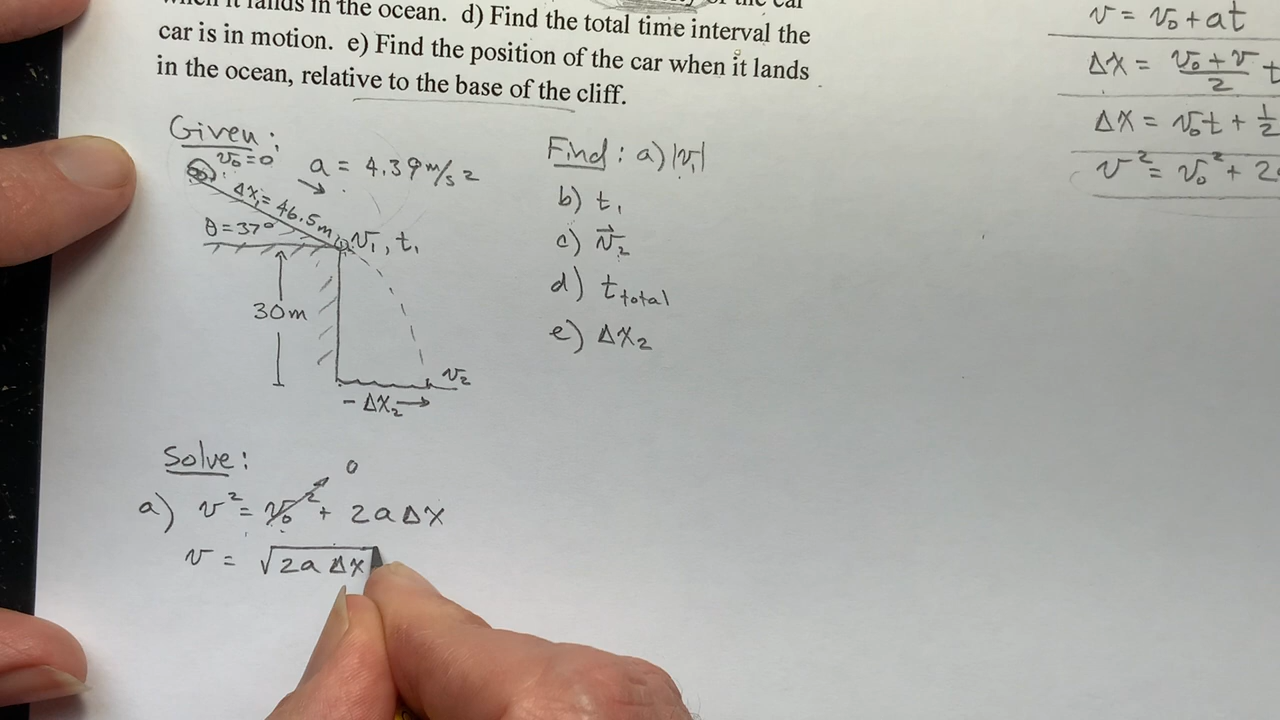 when it lands in the ocean. d) Find the total time interval the
car is in motion. e) Find the position of the car when it lands
in the ocean, relative to the base of the cliff.
v = v₀ + at
Δx = (v₀ + v)/2 t
Δx = v₀t + 1/2
v² = v₀² + 2a
Given:
v₀ = 0
a = 4.39 m/s²
Δx₁ = 46.5 m
θ = 37°
v₁, t₁
30 m
v₂
- Δx₂ →
Find: a) |v₁|
b) t₁
c) v⃗₂
d) t total
e) Δx₂
Solve:
0
a) v² = v₀² + 2aΔx
v = √2aΔx